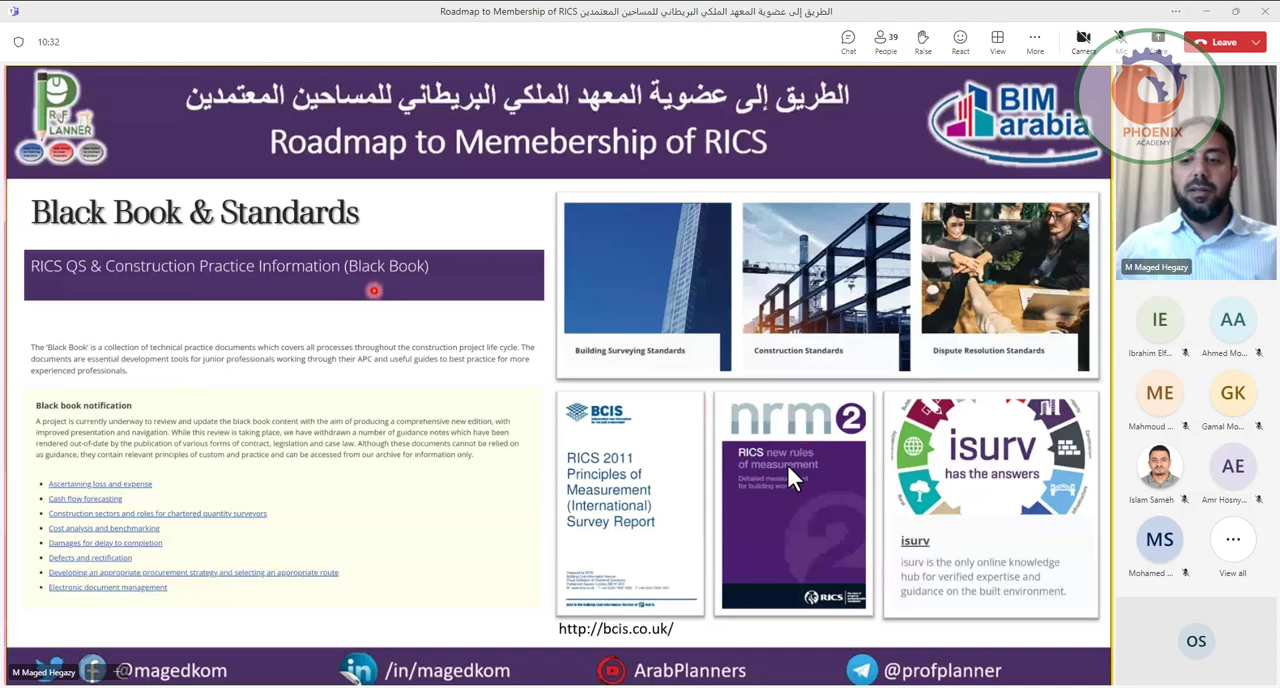 Roadmap to Membership of RICS الطريق إلى عضوية المعهد الملكي البريطاني للمساحين المعتمدين
10:32
Chat
39
People
Raise
React
View
More
Camera
Mic
Share
Leave
PLANNER
الطريق إلى عضوية المعهد الملكي البريطاني للمساحين المعتمدين
Roadmap to Memebership of RICS
BIM
arabia
PHOENIX
ACADEMY
M Maged Hegazy
Black Book & Standards
RICS QS & Construction Practice Information (Black Book)
The 'Black Book' is a collection of technical practice documents which covers all processes throughout the construction project life cycle. The
documents are essential development tools for junior professionals working through their APC and useful guides to best practice for more
experienced professionals.
Black book notification
A project is currently underway to review and update the black book content with the aim of producing a comprehensive new edition, with
improved presentation and navigation. While this review is taking place, we have withdrawn a number of guidance notes which have been
rendered out-of-date by the publication of various forms of contract, legislation and case law. Although these documents cannot be relied on
as guidance, they contain relevant principles of custom and practice and can be accessed from our archive for information only.
Ascertaining loss and expense
Cash flow forecasting
Construction sectors and roles for chartered quantity surveyors
Cost analysis and benchmarking
Damages for delay to completion
Defects and rectification
Developing an appropriate procurement strategy and selecting an appropriate route
Electronic document management
Building Surveying Standards
Construction Standards
Dispute Resolution Standards
BCIS
RICS 2011
Principles of
Measurement
(International)
Survey Report
nrm2
RICS new rules
of measurement
Detailed
for building
2
RICS
isurv
has the answers
isurv
isurv is the only online knowledge
hub for verified expertise and
guidance on the built environment.
http://bcis.co.uk/
IE
AA
Ibrahim Elf...
Ahmed Mo...
ME
GK
Mahmoud ...
Gamal Mo...
AE
Islam Sameh
Amr Hosny...
MS
Mohamed ...
View all
OS
M Maged Hegazy
@magedkom
/in/magedkom
ArabPlanners
@profplanner